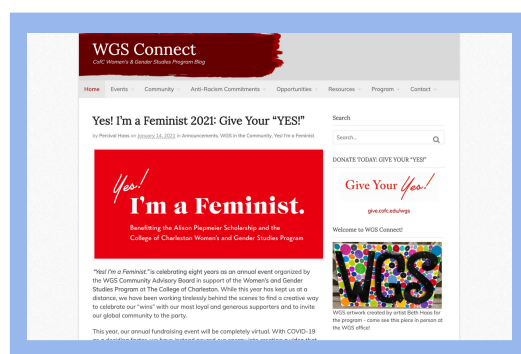 WGS Connect
CofC Women's & Gender Studies Program Blog
Home Events Community Anti-Racism Commitments Opportunities Resources Program Contact
Yes! I'm a Feminist 2021: Give Your "YES!"
by Percival Haas on January 14, 2021 in Announcements, WGS in the Community, Yes! I'm a Feminist
Yes!
I'm a Feminist.
Benefitting the Alison Piepmeier Scholarship and the
College of Charleston Women's and Gender Studies Program
"Yes! I'm a Feminist." is celebrating eight years as an annual event organized by
the WGS Community Advisory Board in support of the Women's and Gender
Studies Program at The College of Charleston. While this year has kept us at a
distance, we have been working tirelessly behind the scenes to find a creative way
to celebrate our "wins" with our most loyal and generous supporters and to invite
our global community to the party.
This year, our annual fundraising event will be completely virtual. With COVID-19
Search
Search...
DONATE TODAY: GIVE YOUR "YES!"
Give Your Yes!
give.cofc.edu/wgs
Welcome to WGS Connect!
WGS
WGS artwork created by artist Beth Haas for
the program - come see this piece in person at
the WGS office!